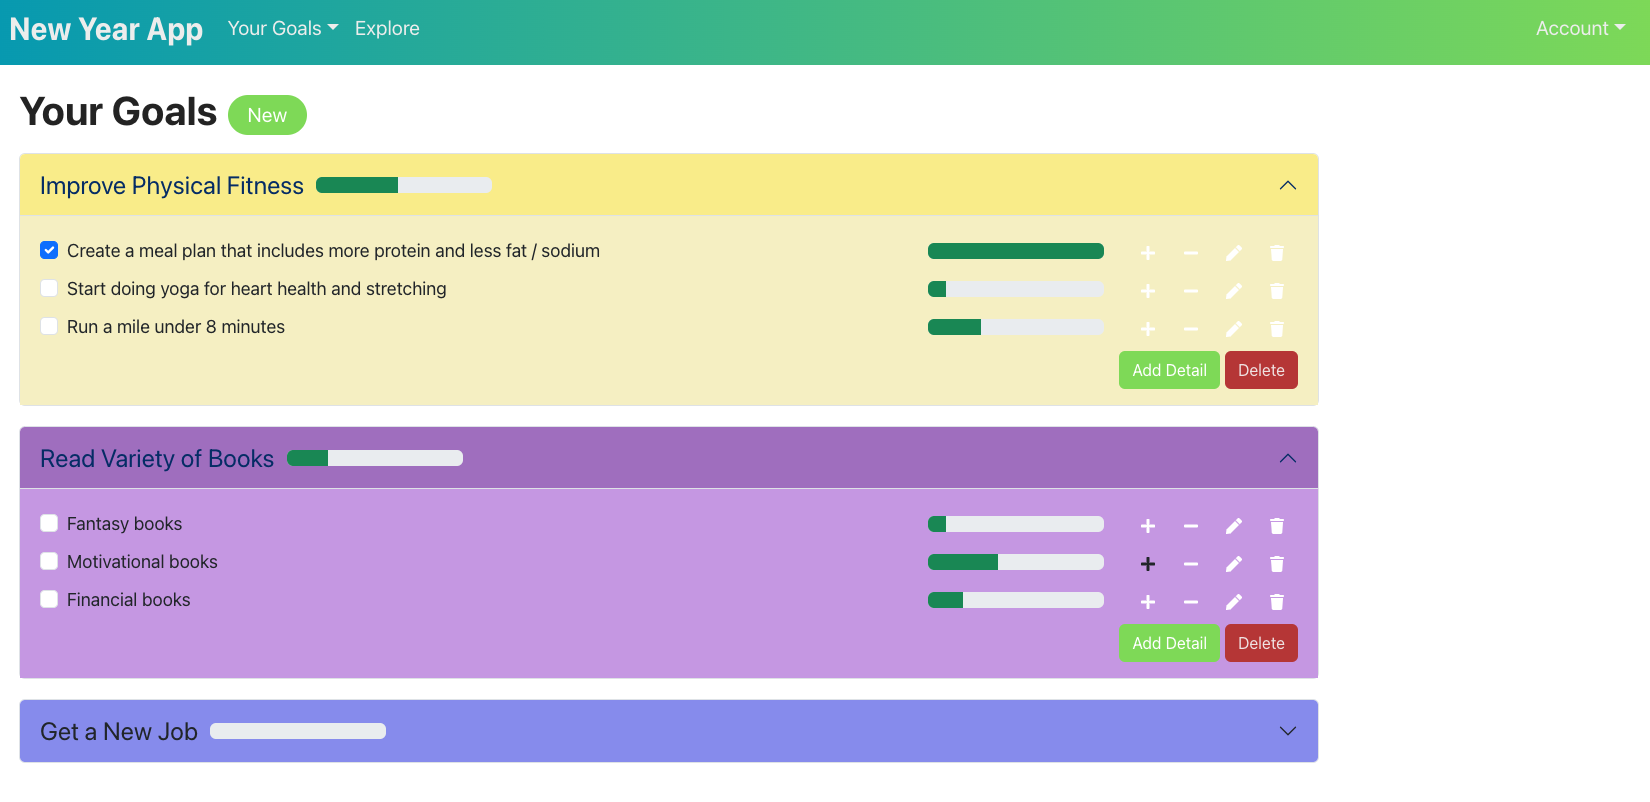 New Year App Your Goals Explore Account
Your Goals New
Improve Physical Fitness
Create a meal plan that includes more protein and less fat / sodium
Start doing yoga for heart health and stretching
Run a mile under 8 minutes
Add Detail Delete
Read Variety of Books
Fantasy books
Motivational books
Financial books
Add Detail Delete
Get a New Job